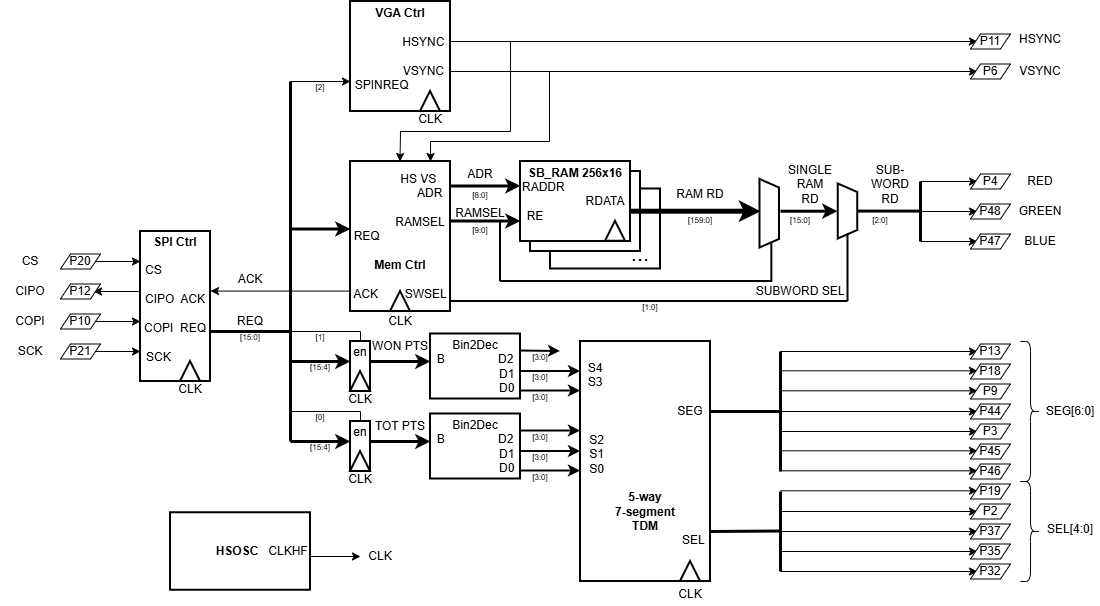 VGA Ctrl
HSYNC
VSYNC
SPINREQ
CLK
[2]
P11 HSYNC
P6 VSYNC
HS VS
ADR
RAMSEL
REQ
Mem Ctrl
ACK SWSEL
CLK
ADR
[8:0]
RAMSEL
[9:0]
SB_RAM 256x16
RADDR
RDATA
RE
...
RAM RD
[159:0]
SINGLE
RAM
RD
[15:0]
SUB-
WORD
RD
[2:0]
P4 RED
P48 GREEN
P47 BLUE
SUBWORD SEL
[1:0]
CS P20
CIPO P12
COPI P10
SCK P21
SPI Ctrl
CS
CIPO ACK
COPI REQ
SCK
CLK
ACK
REQ
[15:0]
[1]
[15:4]
en
CLK
WON PTS
Bin2Dec
B
D2
D1
D0
[3:0]
[3:0]
[3:0]
[0]
[15:4]
en
CLK
TOT PTS
Bin2Dec
B
D2
D1
D0
[3:0]
[3:0]
[3:0]
S4
S3
S2
S1
S0
SEG
5-way
7-segment
TDM
SEL
CLK
P13
P18
P9
P44
P3
P45
P46
SEG[6:0]
P19
P2
P37
P35
P32
SEL[4:0]
HSOSC CLKHF
CLK